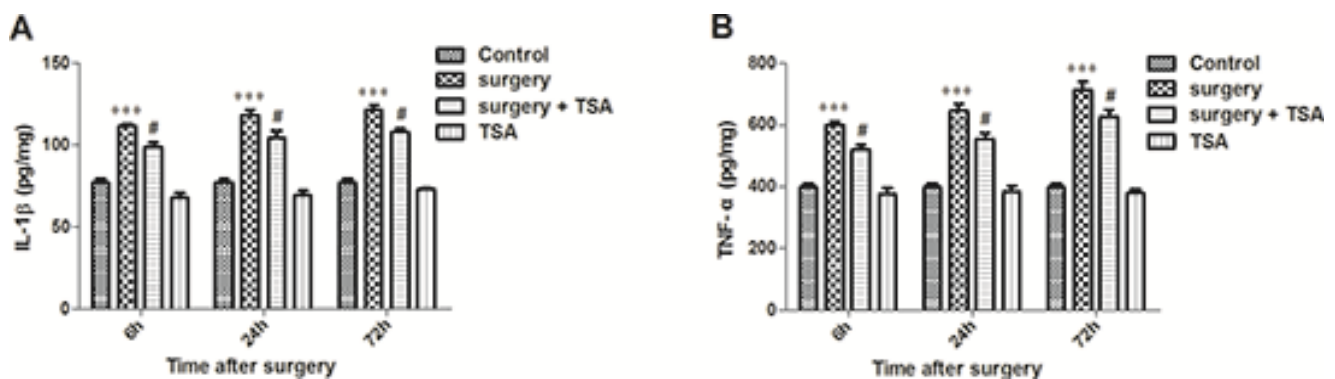 A
Control
surgery
surgery + TSA
TSA
150
100
50
0
IL-1β (pg/mg)
*** # *** # *** #
6h 24h 72h
Time after surgery
B
Control
surgery
surgery + TSA
TSA
800
600
400
200
0
TNF- α (pg/mg)
*** # *** # *** #
6h 24h 72h
Time after surgery